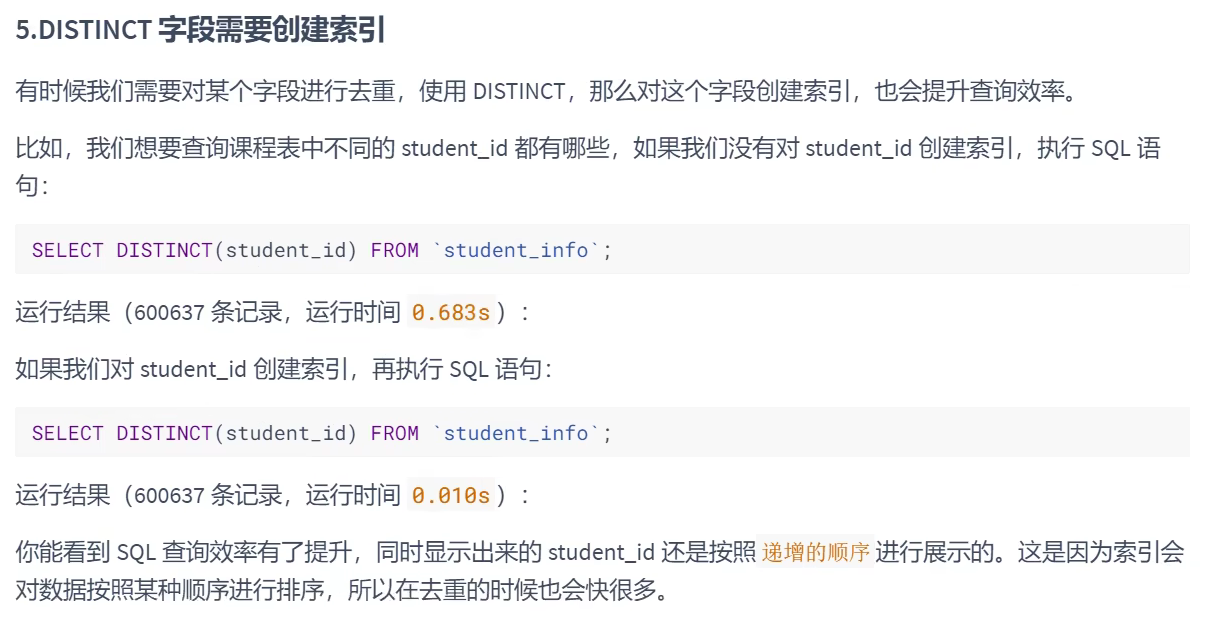 5.DISTINCT 字段需要创建索引
有时候我们需要对某个字段进行去重，使用 DISTINCT，那么对这个字段创建索引，也会提升查询效率。
比如，我们想要查询课程表中不同的 student_id 都有哪些，如果我们没有对 student_id 创建索引，执行 SQL 语
句：
SELECT DISTINCT(student_id) FROM `student_info`;
运行结果（600637 条记录，运行时间 0.683s）：
如果我们对 student_id 创建索引，再执行 SQL 语句：
SELECT DISTINCT(student_id) FROM `student_info`;
运行结果（600637 条记录，运行时间 0.010s）：
你能看到 SQL 查询效率有了提升，同时显示出来的 student_id 还是按照 递增的顺序 进行展示的。这是因为索引会
对数据按照某种顺序进行排序，所以在去重的时候也会快很多。